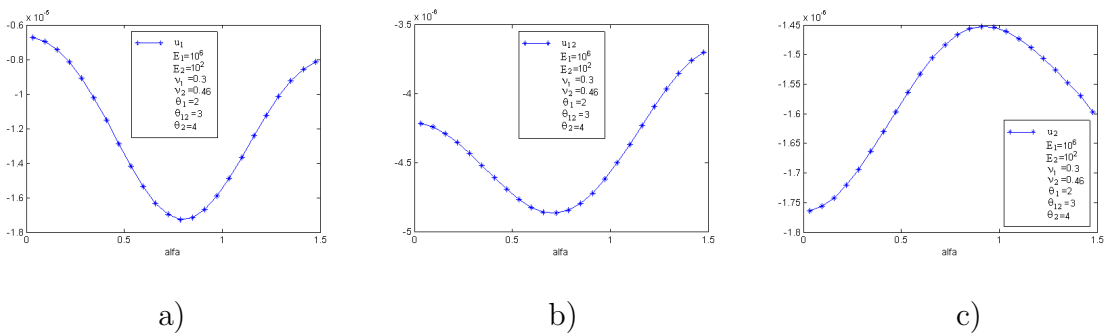 x 10⁻⁵
-0.6
-0.8
-1
-1.2
-1.4
-1.6
-1.8
0
0.5
1
1.5
alfa
u₁
E₁=10⁶
E₂=10²
ν₁=0.3
ν₂=0.46
θ₁=2
θ₁₂=3
θ₂=4
a)
x 10⁻⁶
-3.5
-4
-4.5
-5
0
0.5
1
1.5
alfa
u₁₂
E₁=10⁶
E₂=10²
ν₁=0.3
ν₂=0.46
θ₁=2
θ₁₂=3
θ₂=4
b)
x 10⁻⁶
-1.45
-1.5
-1.55
-1.6
-1.65
-1.7
-1.75
-1.8
0
0.5
1
1.5
alfa
u₂
E₁=10⁶
E₂=10²
ν₁=0.3
ν₂=0.46
θ₁=2
θ₁₂=3
θ₂=4
c)